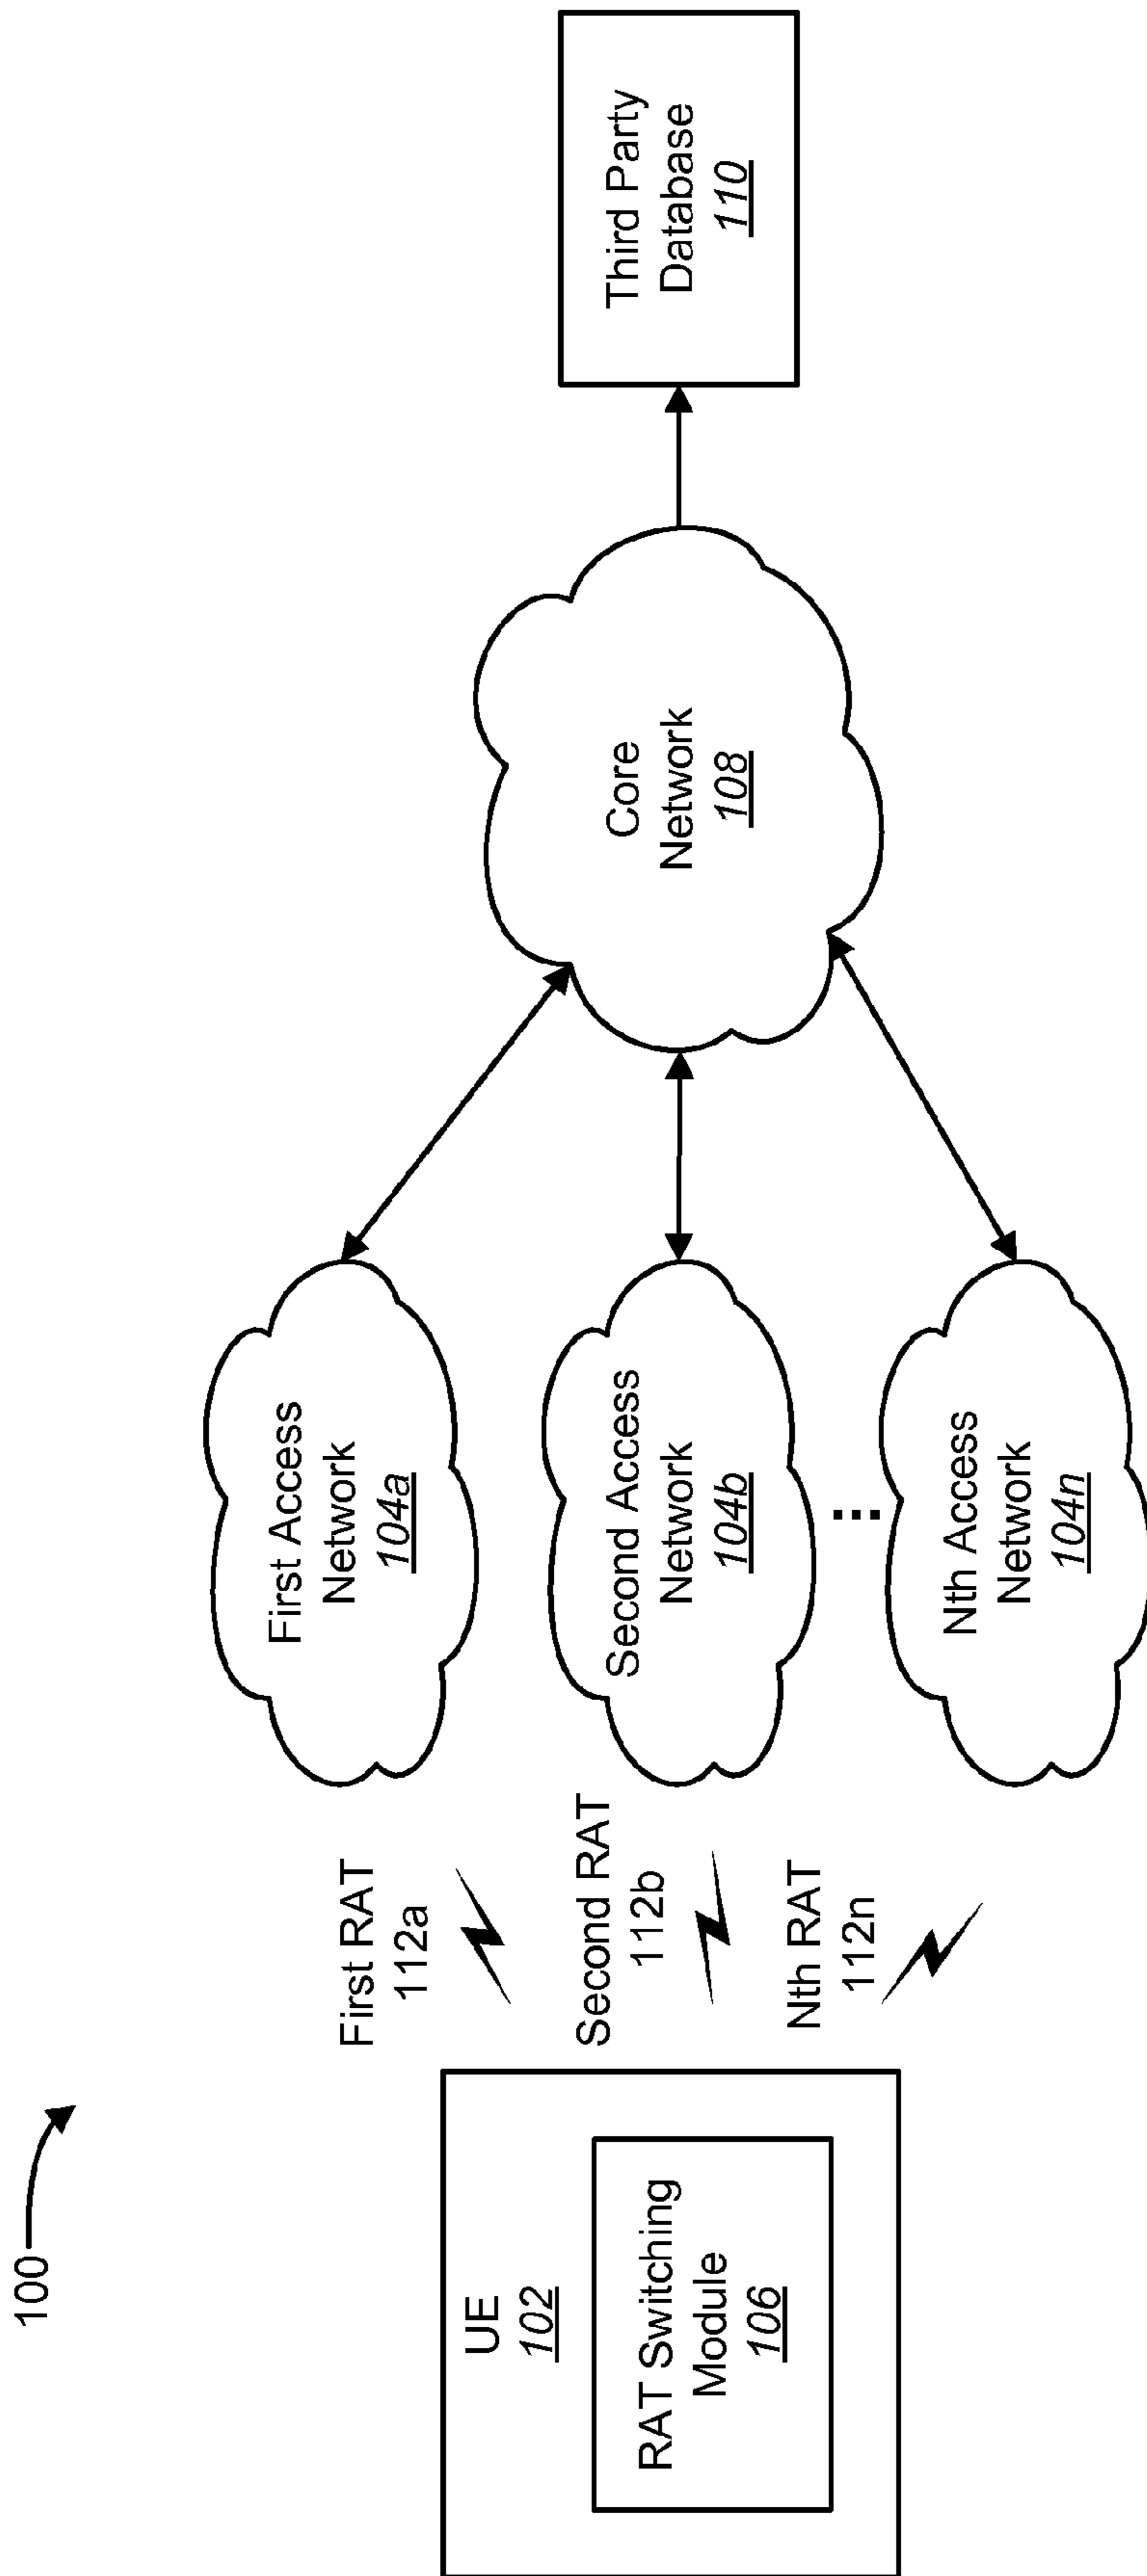 100
UE
102
RAT Switching
Module
106
First RAT
112a
Second RAT
112b
Nth RAT
112n
First Access
Network
104a
Second Access
Network
104b
...
Nth Access
Network
104n
Core
Network
108
Third Party
Database
110